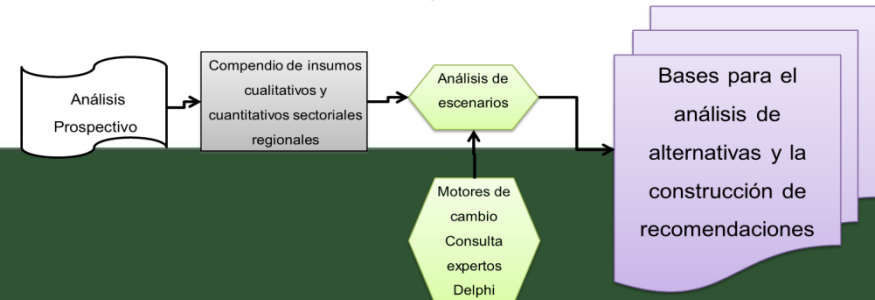 Análisis
Prospectivo
Compendio de insumos
cualitativos y
cuantitativos sectoriales
regionales
Análisis de
escenarios
Motores de
cambio
Consulta
expertos
Delphi
Bases para el
análisis de
alternativas y la
construcción de
recomendaciones